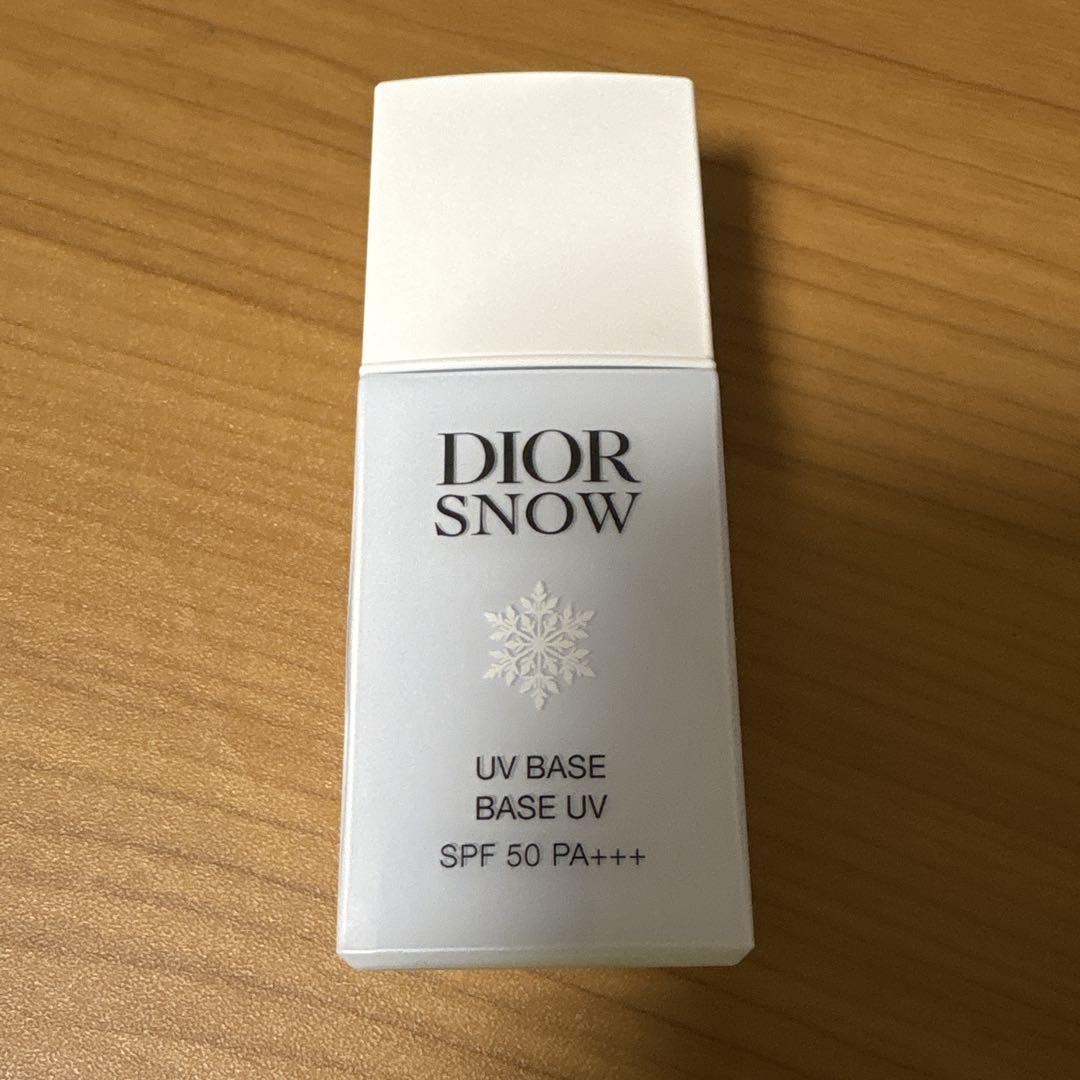 DIOR
SNOW
UV BASE
BASE UV
SPF 50 PA+++